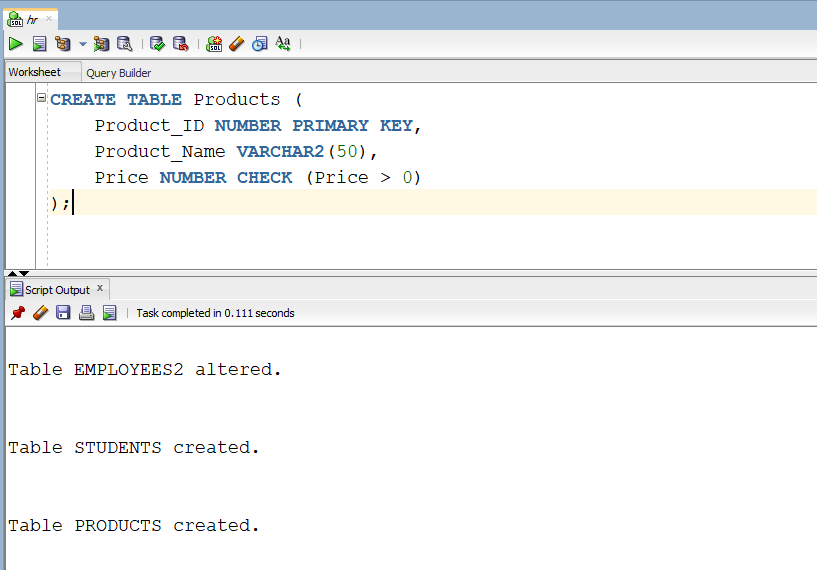 hr
Worksheet Query Builder
CREATE TABLE Products (
    Product_ID NUMBER PRIMARY KEY,
    Product_Name VARCHAR2(50),
    Price NUMBER CHECK (Price > 0)
);
Script Output x
Task completed in 0.111 seconds
Table EMPLOYEES2 altered.
Table STUDENTS created.
Table PRODUCTS created.